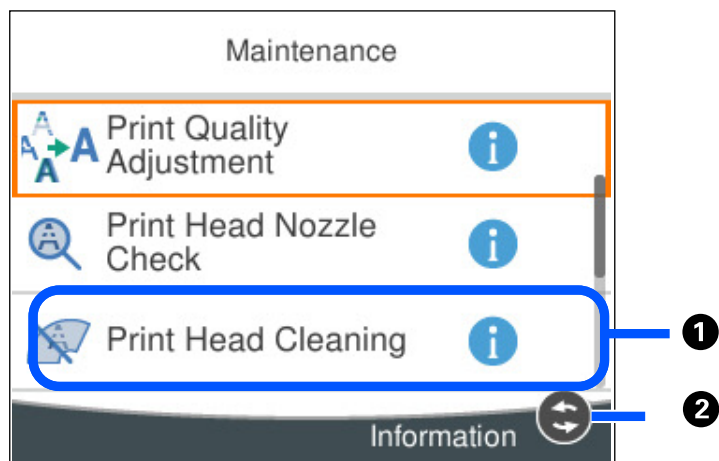 Maintenance
Print Quality
Adjustment
Print Head Nozzle
Check
Print Head Cleaning
1
2
Information